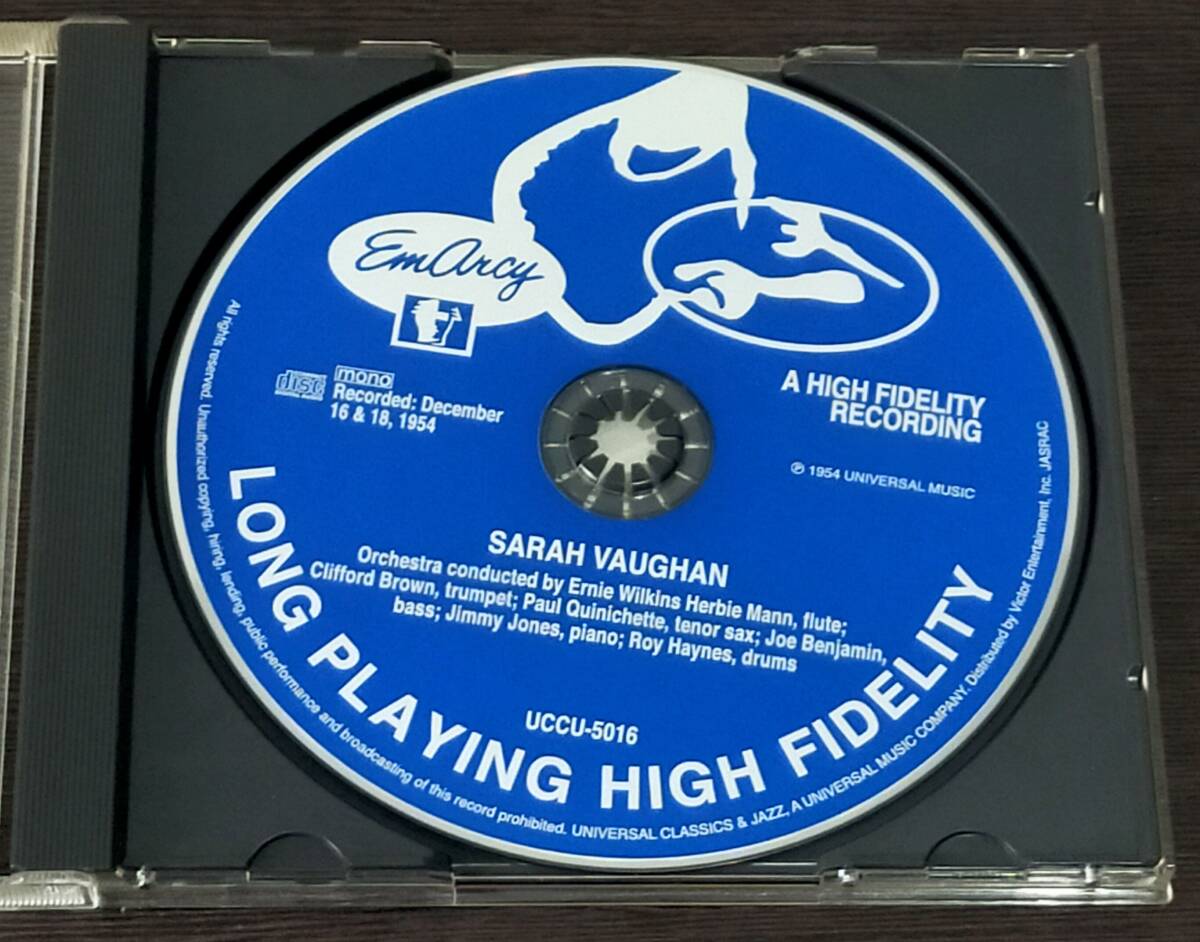 EmArcy
disc
mono
Recorded: December
16 & 18, 1954
A HIGH FIDELITY
RECORDING
℗ 1954 UNIVERSAL MUSIC
SARAH VAUGHAN
Orchestra conducted by Ernie Wilkins Herbie Mann, flute;
Clifford Brown, trumpet; Paul Quinichette, tenor sax; Joe Benjamin,
bass; Jimmy Jones, piano; Roy Haynes, drums
UCCU-5016
LONG PLAYING HIGH FIDELITY
All rights reserved. Unauthorized copying, hiring, lending, public performance and broadcasting of this record prohibited. UNIVERSAL CLASSICS & JAZZ, A UNIVERSAL MUSIC COMPANY. Distributed by Victor Entertainment, Inc. JASRAC